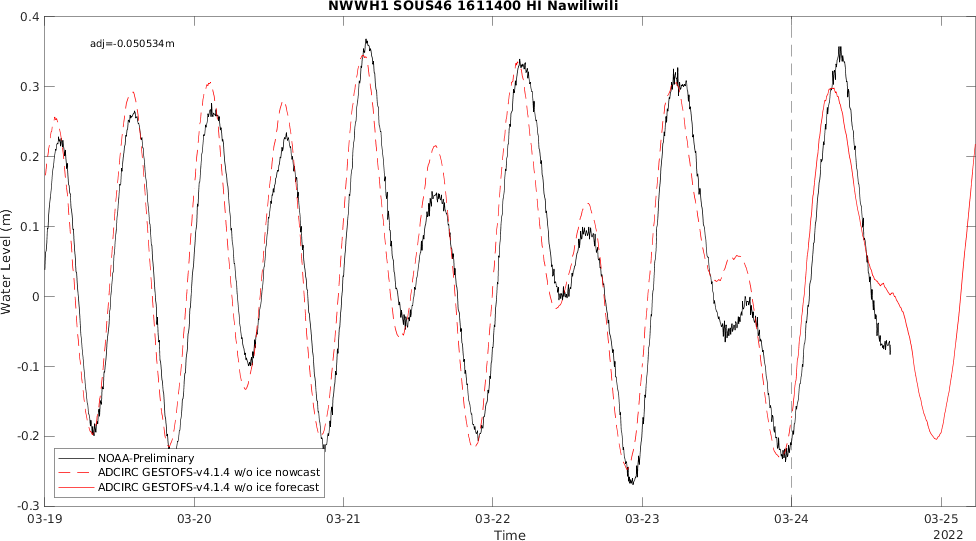 NWWH1 SOUS46 1611400 HI Nawiliwili
adj=-0.050534m
0.4
0.3
0.2
0.1
0
-0.1
-0.2
-0.3
Water Level (m)
NOAA-Preliminary
ADCIRC GESTOFS-v4.1.4 w/o ice nowcast
ADCIRC GESTOFS-v4.1.4 w/o ice forecast
03-19 03-20 03-21 03-22 03-23 03-24 03-25
Time
2022